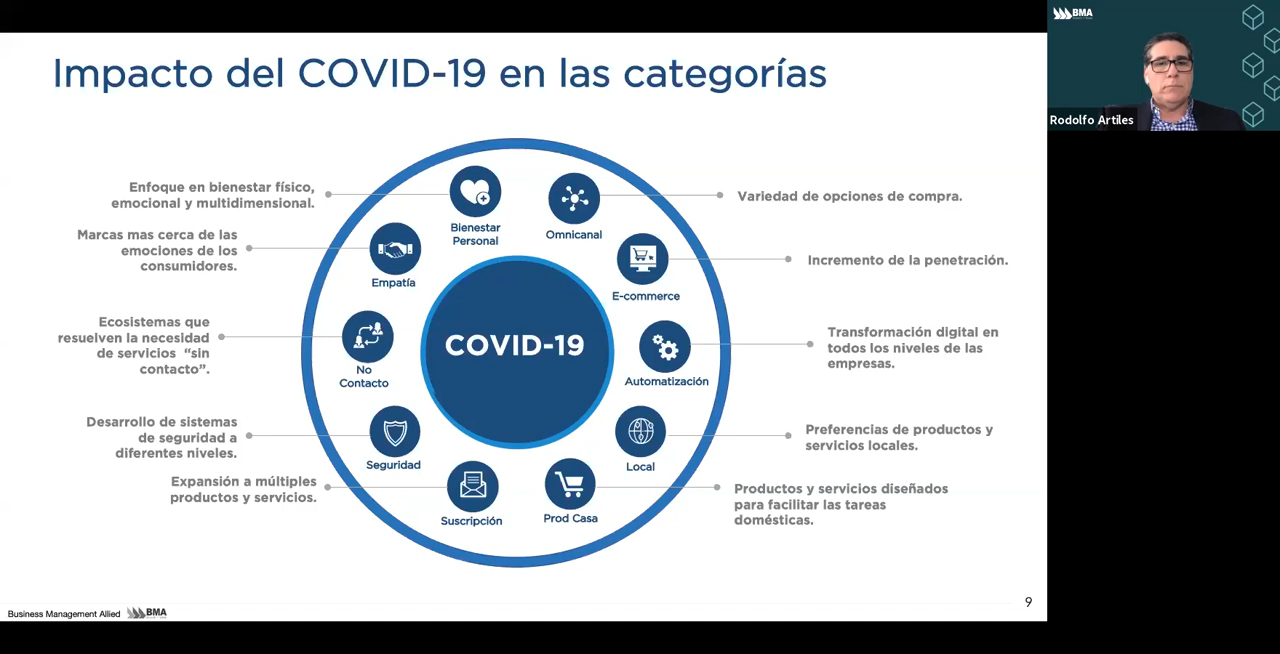 Impacto del COVID-19 en las categorías
BMA
Rodolfo Artiles
Enfoque en bienestar físico,
emocional y multidimensional.
Marcas mas cerca de las
emociones de los
consumidores.
Ecosistemas que
resuelven la necesidad
de servicios “sin
contacto”.
Desarrollo de sistemas
de seguridad a
diferentes niveles.
Expansión a múltiples
productos y servicios.
Bienestar
Personal
Omnicanal
Empatía
E-commerce
No
Contacto
COVID-19
Automatización
Seguridad
Local
Suscripción
Prod Casa
Variedad de opciones de compra.
Incremento de la penetración.
Transformación digital en
todos los niveles de las
empresas.
Preferencias de productos y
servicios locales.
Productos y servicios diseñados
para facilitar las tareas
domésticas.
Business Management Allied
BMA
9